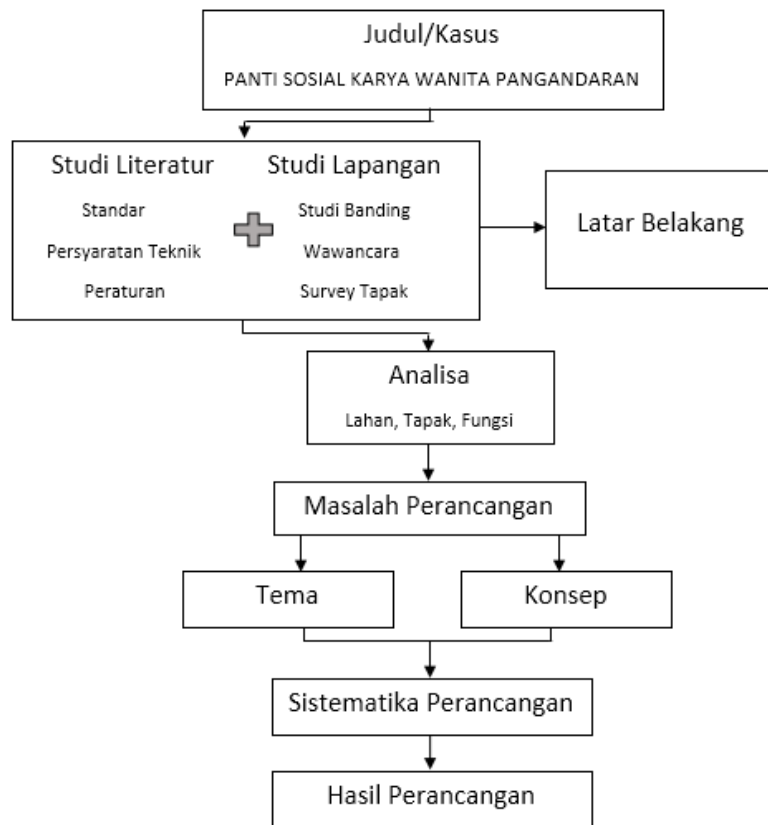 Judul/Kasus
PANTI SOSIAL KARYA WANITA PANGANDARAN
Studi Literatur
Standar
Persyaratan Teknik
Peraturan
Studi Lapangan
Studi Banding
Wawancara
Survey Tapak
Latar Belakang
Analisa
Lahan, Tapak, Fungsi
Masalah Perancangan
Tema
Konsep
Sistematika Perancangan
Hasil Perancangan